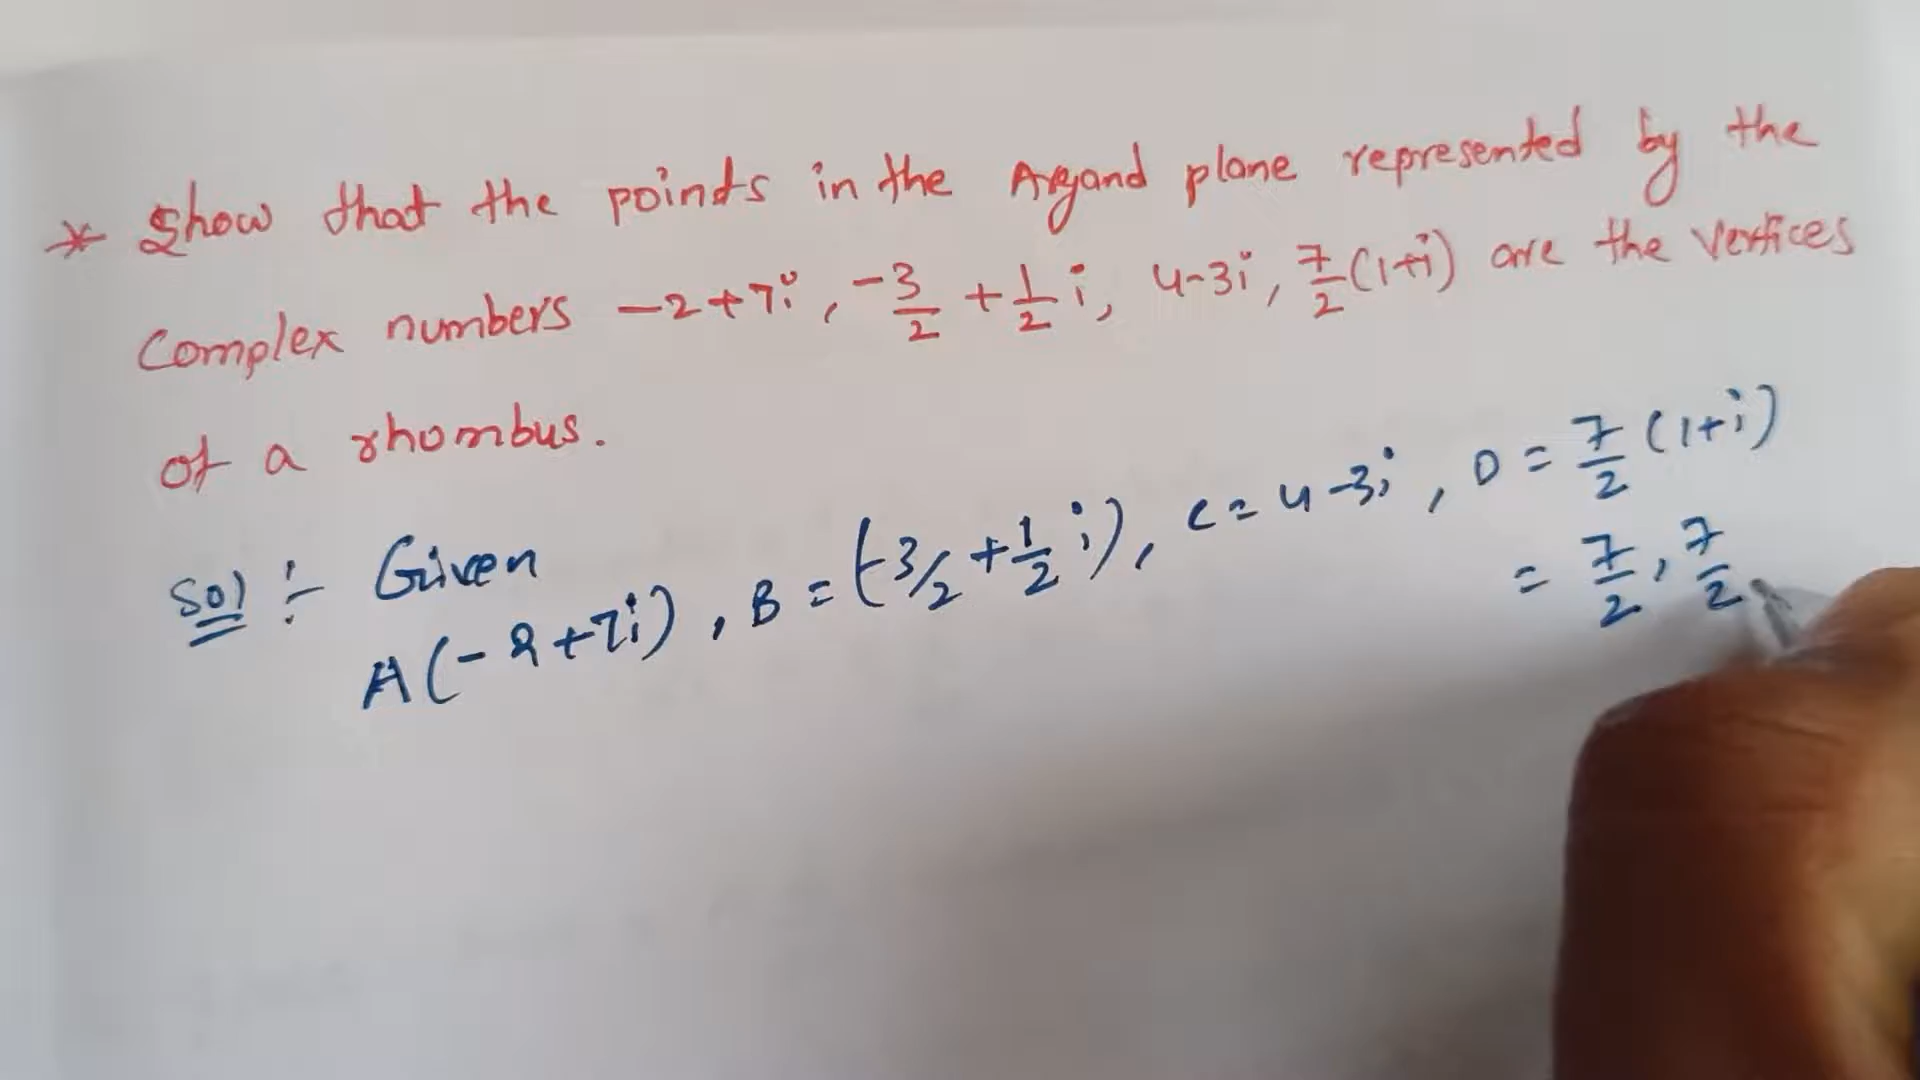 * Show that the points in the Argand plane represented by the
Complex numbers -2+7i, -3/2 + 1/2 i, 4-3i, 7/2 (1+i) are the vertices
of a rhombus.
Sol :- Given
A(-2+7i), B = (-3/2 + 1/2 i), C = 4-3i, D = 7/2 (1+i)
= 7/2, 7/2